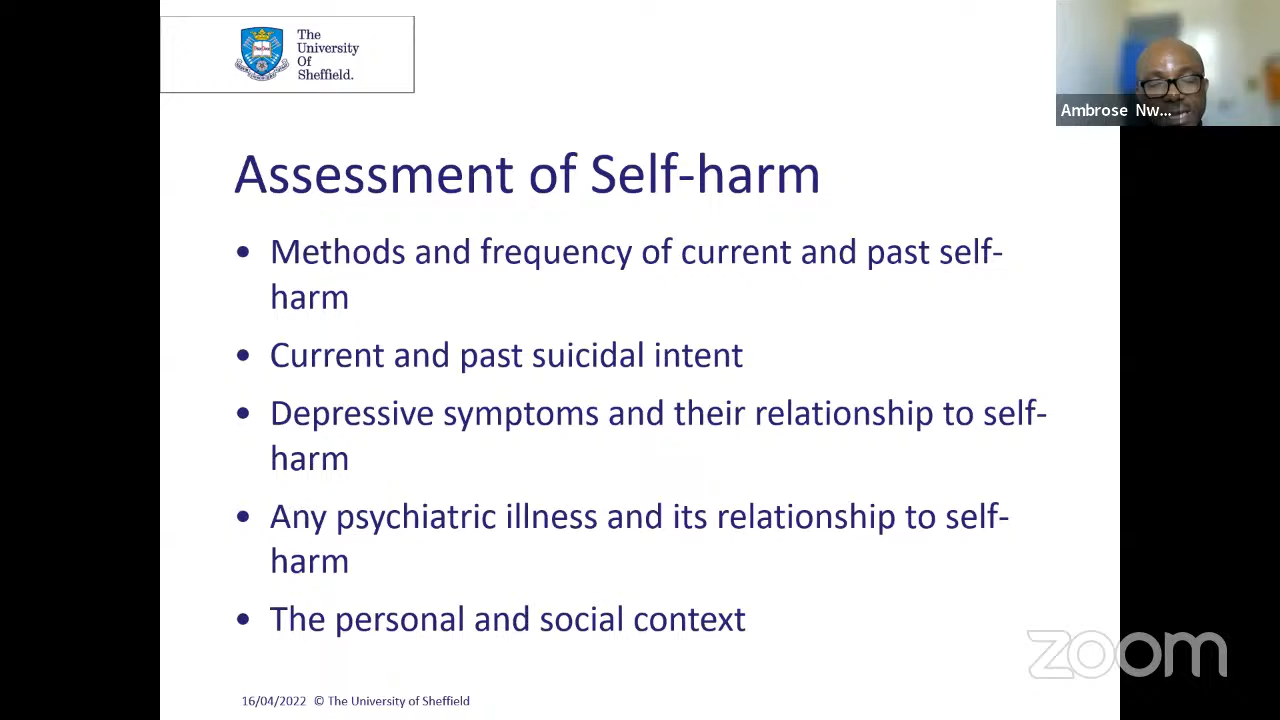 The
University
Of
Sheffield.
Ambrose Nw...
Assessment of Self-harm
• Methods and frequency of current and past self-
harm
• Current and past suicidal intent
• Depressive symptoms and their relationship to self-
harm
• Any psychiatric illness and its relationship to self-
harm
• The personal and social context
zoom
16/04/2022 © The University of Sheffield